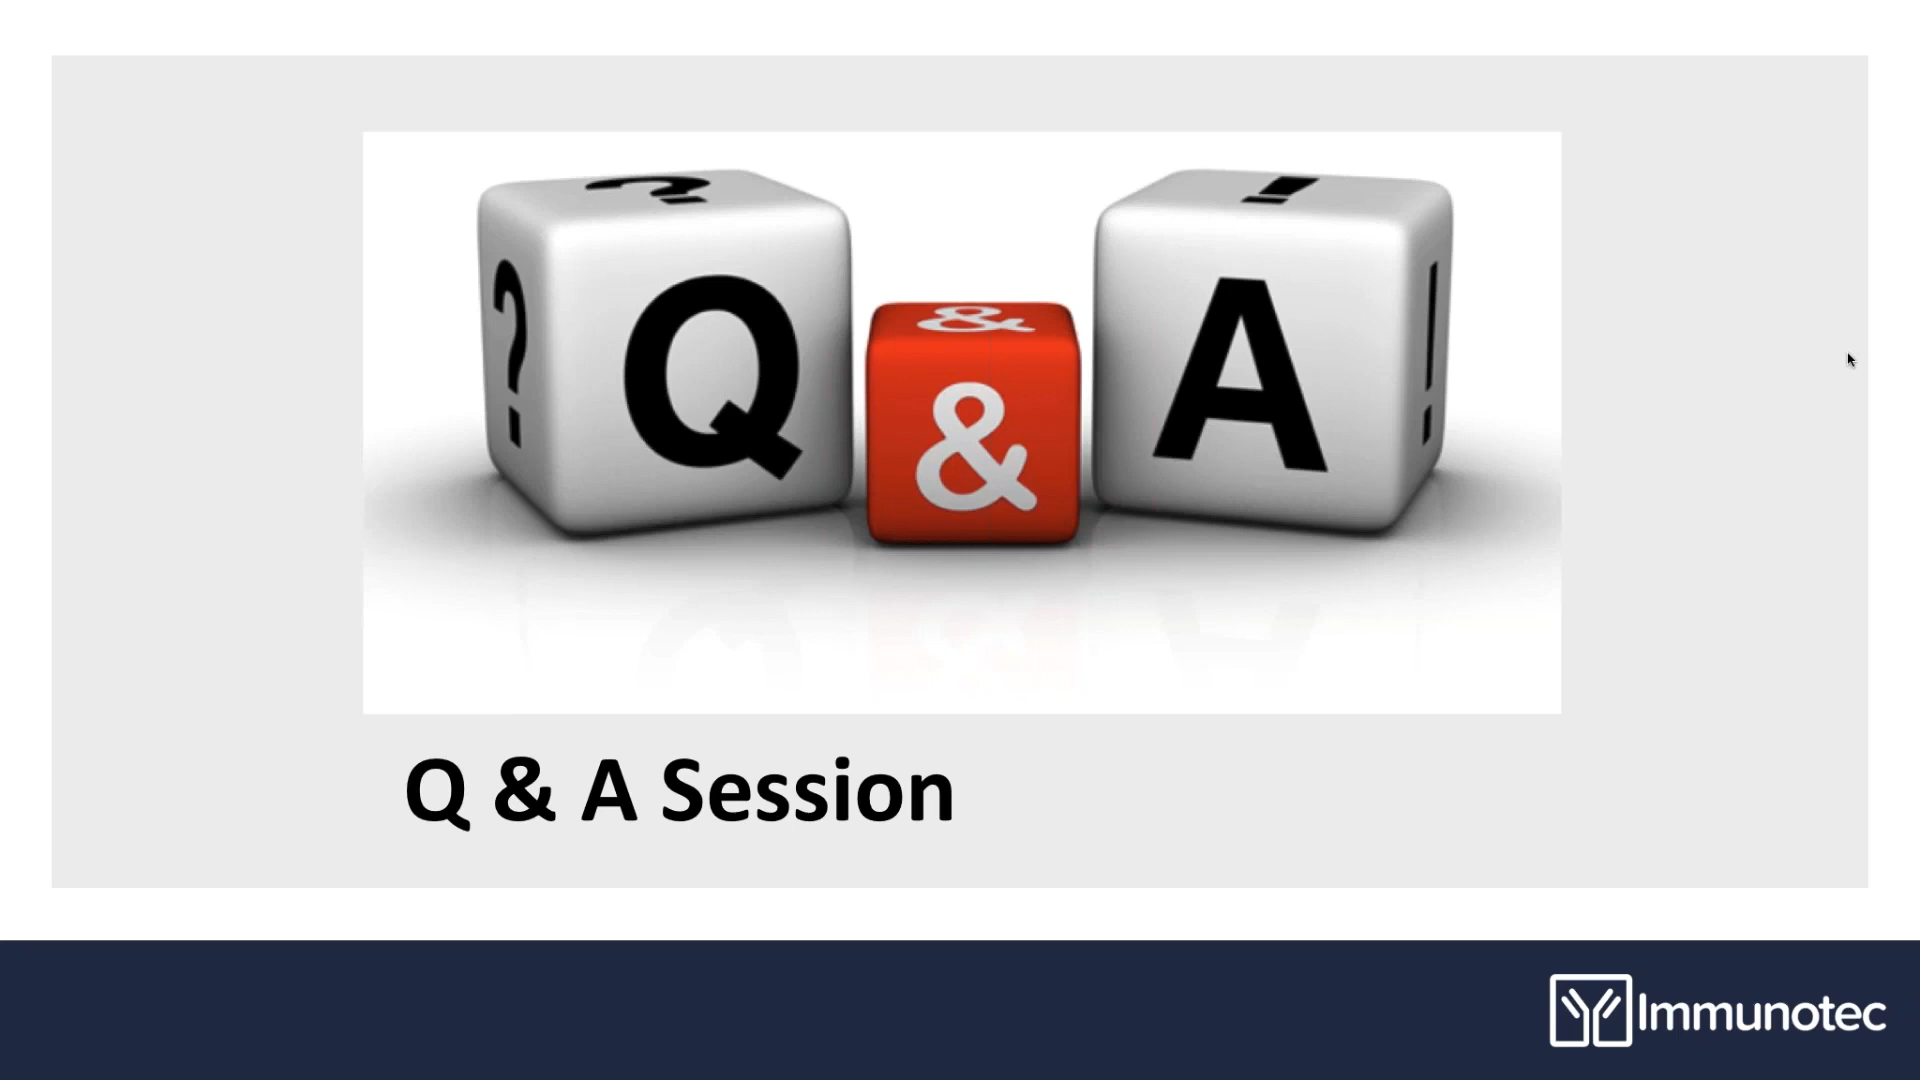 ? !
? Q & A !
&
Q & A Session
Immunotec